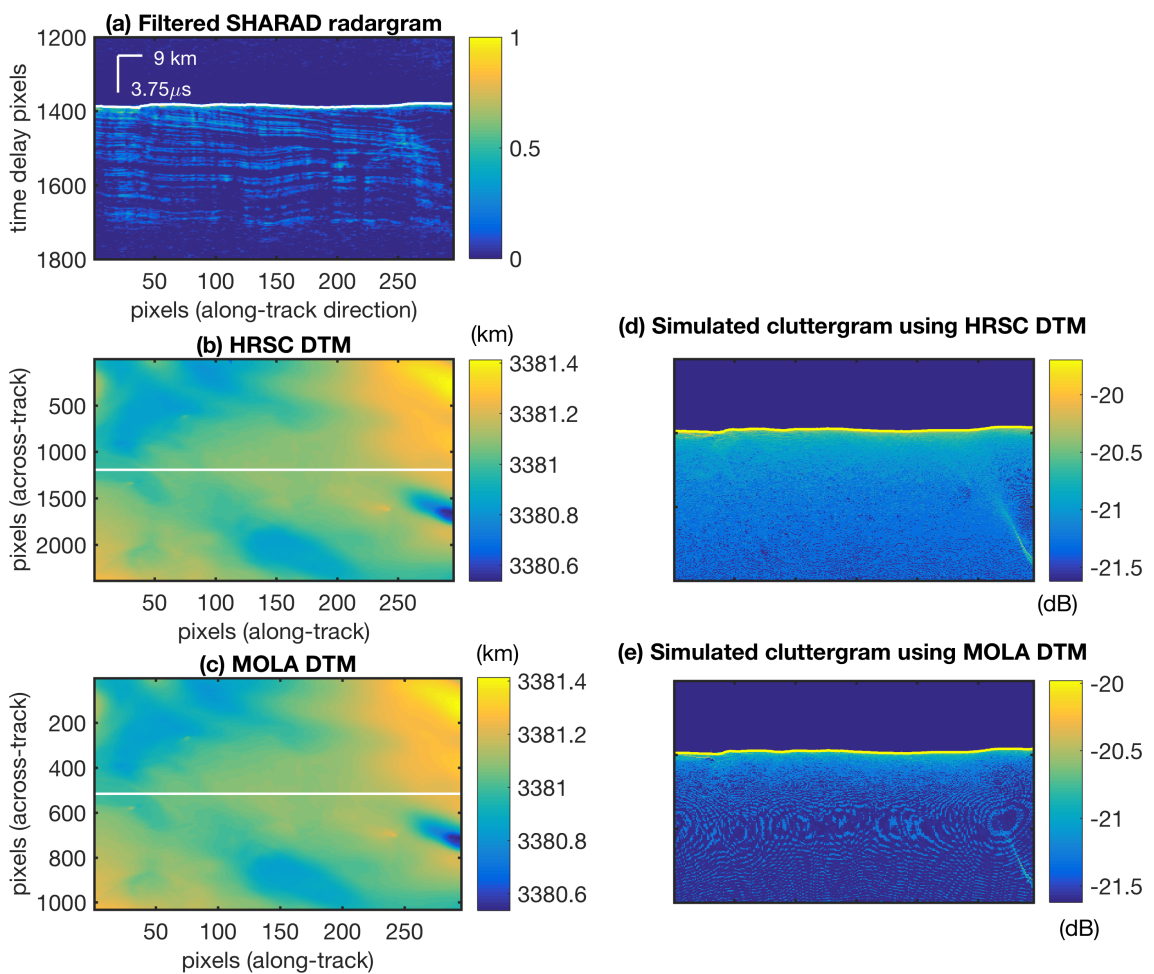 (a) Filtered SHARAD radargram
1200
1400
1600
1800
time delay pixels
9 km
3.75μs
1
0.5
0
50 100 150 200 250
pixels (along-track direction)
(b) HRSC DTM
(km)
500
1000
1500
2000
pixels (across-track)
3381.4
3381.2
3381
3380.8
3380.6
50 100 150 200 250
pixels (along-track)
(c) MOLA DTM
(km)
200
400
600
800
1000
pixels (across-track)
3381.4
3381.2
3381
3380.8
3380.6
50 100 150 200 250
pixels (along-track)
(d) Simulated cluttergram using HRSC DTM
-20
-20.5
-21
-21.5
(dB)
(e) Simulated cluttergram using MOLA DTM
-20
-20.5
-21
-21.5
(dB)